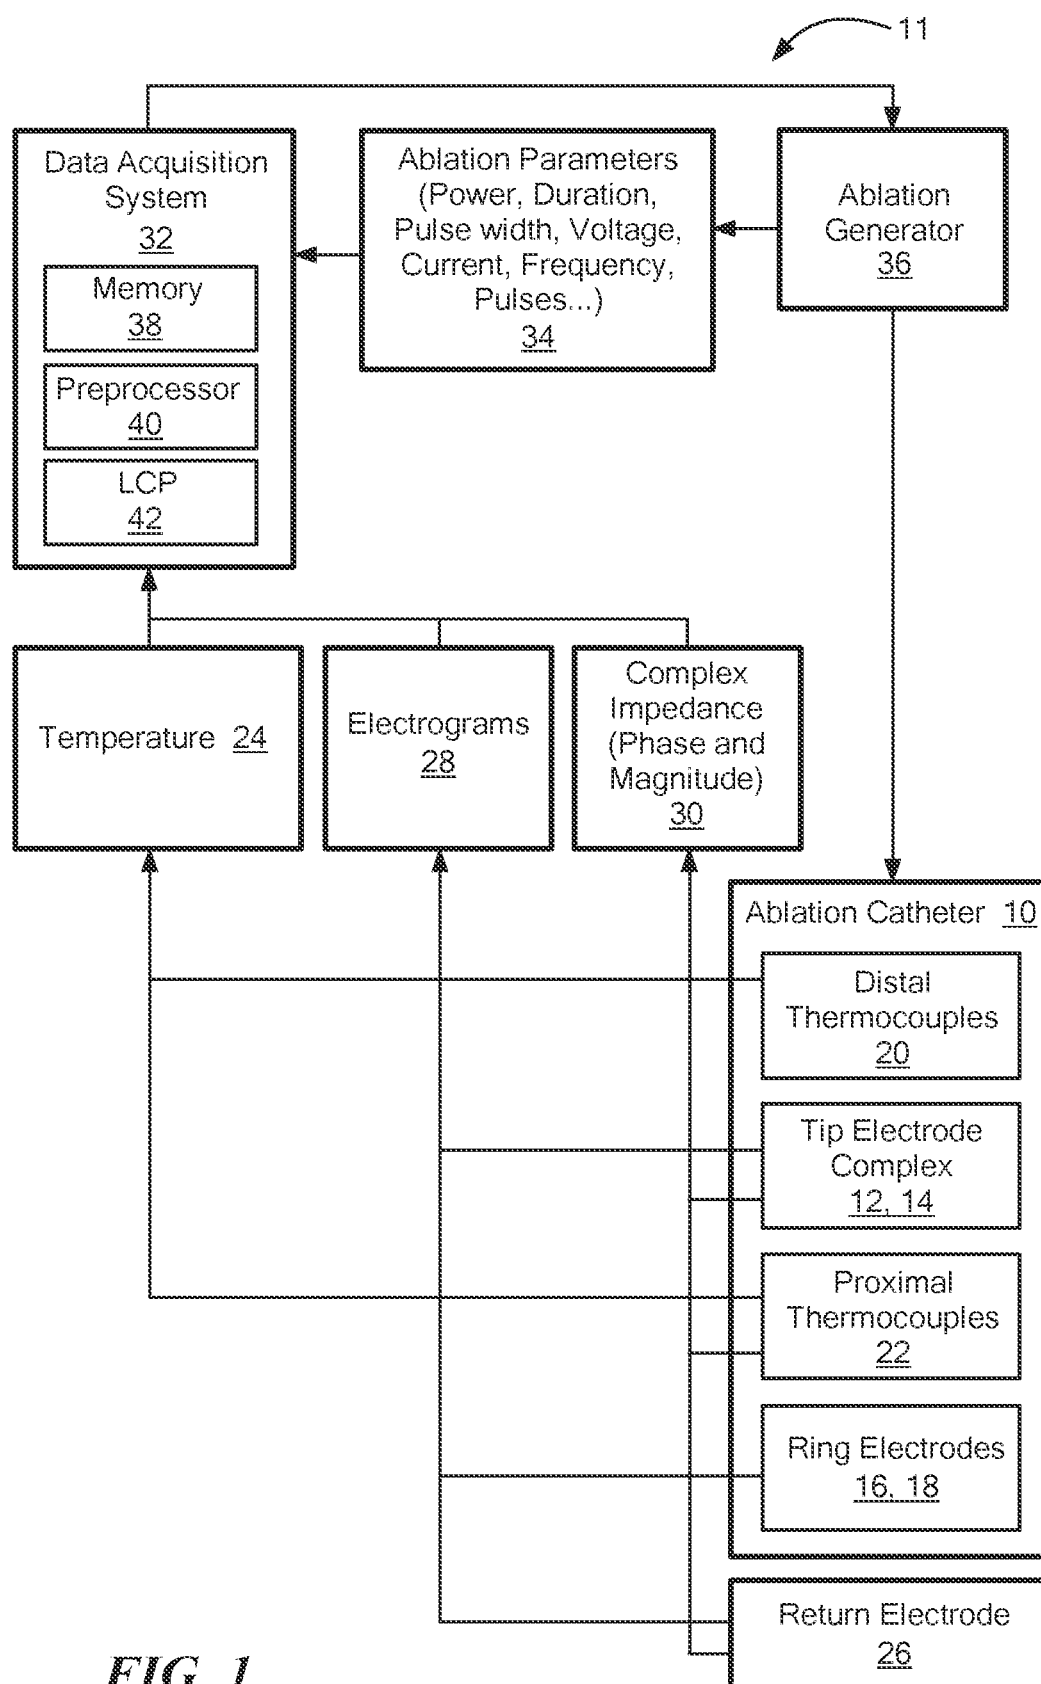 11
Data Acquisition
System
32
Memory
38
Preprocessor
40
LCP
42
Ablation Parameters
(Power, Duration,
Pulse width, Voltage,
Current, Frequency,
Pulses...)
34
Ablation
Generator
36
Temperature 24
Electrograms
28
Complex
Impedance
(Phase and
Magnitude)
30
Ablation Catheter 10
Distal
Thermocouples
20
Tip Electrode
Complex
12, 14
Proximal
Thermocouples
22
Ring Electrodes
16, 18
Return Electrode
26
FIG. 1